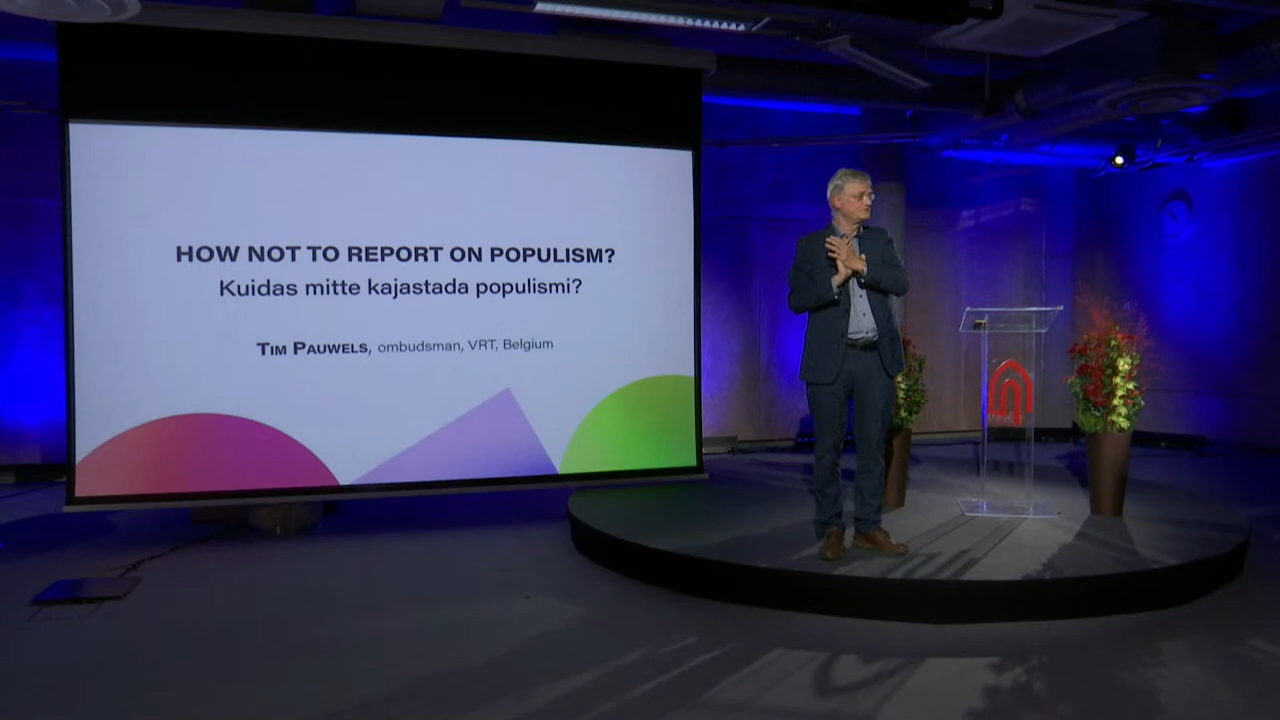 HOW NOT TO REPORT ON POPULISM?
Kuidas mitte kajastada populismi?
TIM PAUWELS, ombudsman, VRT, Belgium